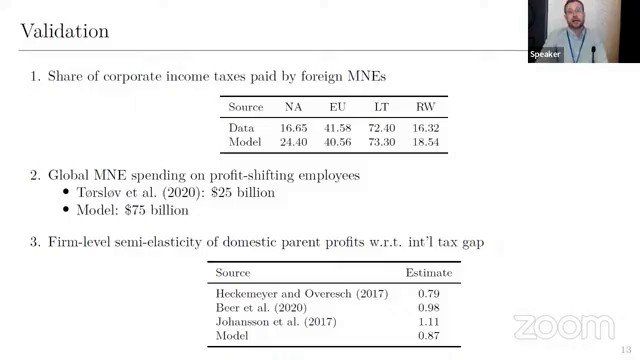 Validation
Speaker
1. Share of corporate income taxes paid by foreign MNEs
Source NA EU LT RW
Data 16.65 41.58 72.40 16.32
Model 24.40 40.56 73.30 18.54
2. Global MNE spending on profit-shifting employees
• Tørsløv et al. (2020): $25 billion
• Model: $75 billion
3. Firm-level semi-elasticity of domestic parent profits w.r.t. int'l tax gap
Source Estimate
Heckemeyer and Overesch (2017) 0.79
Beer et al. (2020) 0.98
Johansson et al. (2017) 1.11
Model 0.87
zoom
13